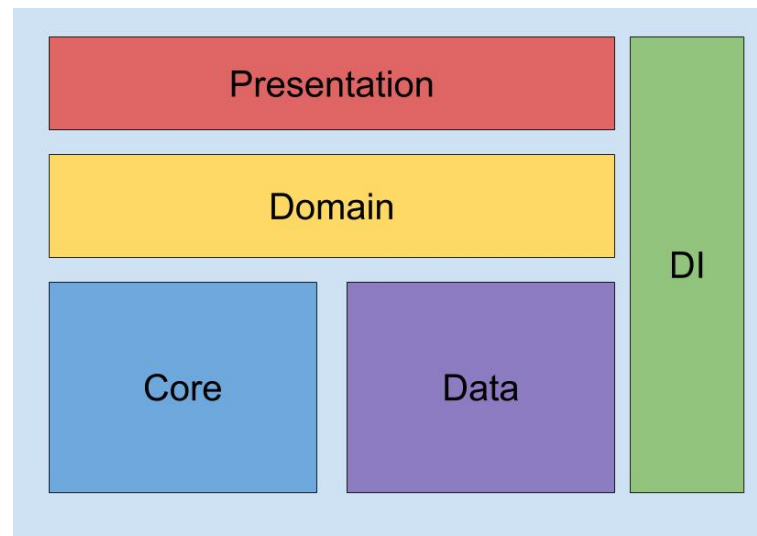 Presentation
Domain
DI
Core
Data